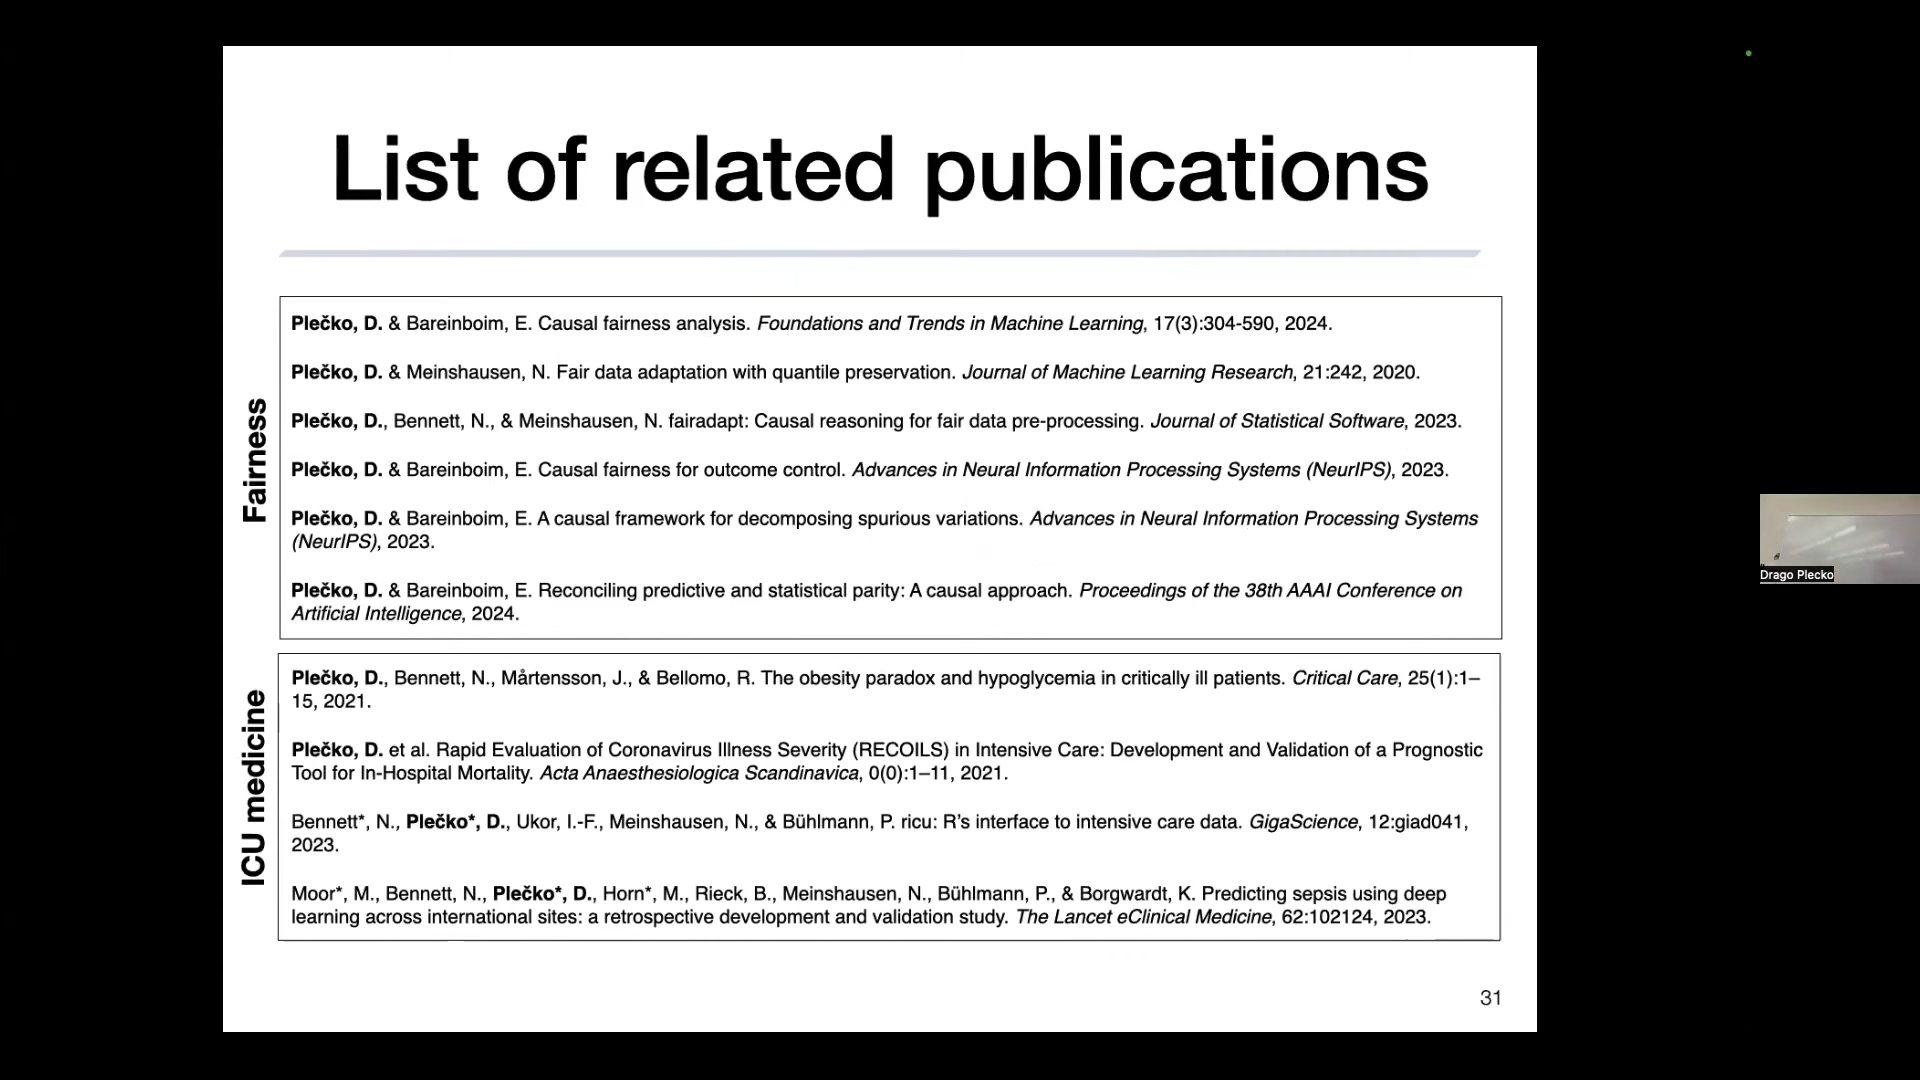 List of related publications
Fairness
Plečko, D. & Bareinboim, E. Causal fairness analysis. Foundations and Trends in Machine Learning, 17(3):304-590, 2024.
Plečko, D. & Meinshausen, N. Fair data adaptation with quantile preservation. Journal of Machine Learning Research, 21:242, 2020.
Plečko, D., Bennett, N., & Meinshausen, N. fairadapt: Causal reasoning for fair data pre-processing. Journal of Statistical Software, 2023.
Plečko, D. & Bareinboim, E. Causal fairness for outcome control. Advances in Neural Information Processing Systems (NeurIPS), 2023.
Plečko, D. & Bareinboim, E. A causal framework for decomposing spurious variations. Advances in Neural Information Processing Systems
(NeurIPS), 2023.
Plečko, D. & Bareinboim, E. Reconciling predictive and statistical parity: A causal approach. Proceedings of the 38th AAAI Conference on
Artificial Intelligence, 2024.
ICU medicine
Plečko, D., Bennett, N., Mårtensson, J., & Bellomo, R. The obesity paradox and hypoglycemia in critically ill patients. Critical Care, 25(1):1–
15, 2021.
Plečko, D. et al. Rapid Evaluation of Coronavirus Illness Severity (RECOILS) in Intensive Care: Development and Validation of a Prognostic
Tool for In-Hospital Mortality. Acta Anaesthesiologica Scandinavica, 0(0):1–11, 2021.
Bennett*, N., Plečko*, D., Ukor, I.-F., Meinshausen, N., & Bühlmann, P. ricu: R’s interface to intensive care data. GigaScience, 12:giad041,
2023.
Moor*, M., Bennett, N., Plečko*, D., Horn*, M., Rieck, B., Meinshausen, N., Bühlmann, P., & Borgwardt, K. Predicting sepsis using deep
learning across international sites: a retrospective development and validation study. The Lancet eClinical Medicine, 62:102124, 2023.
31
Drago Plecko